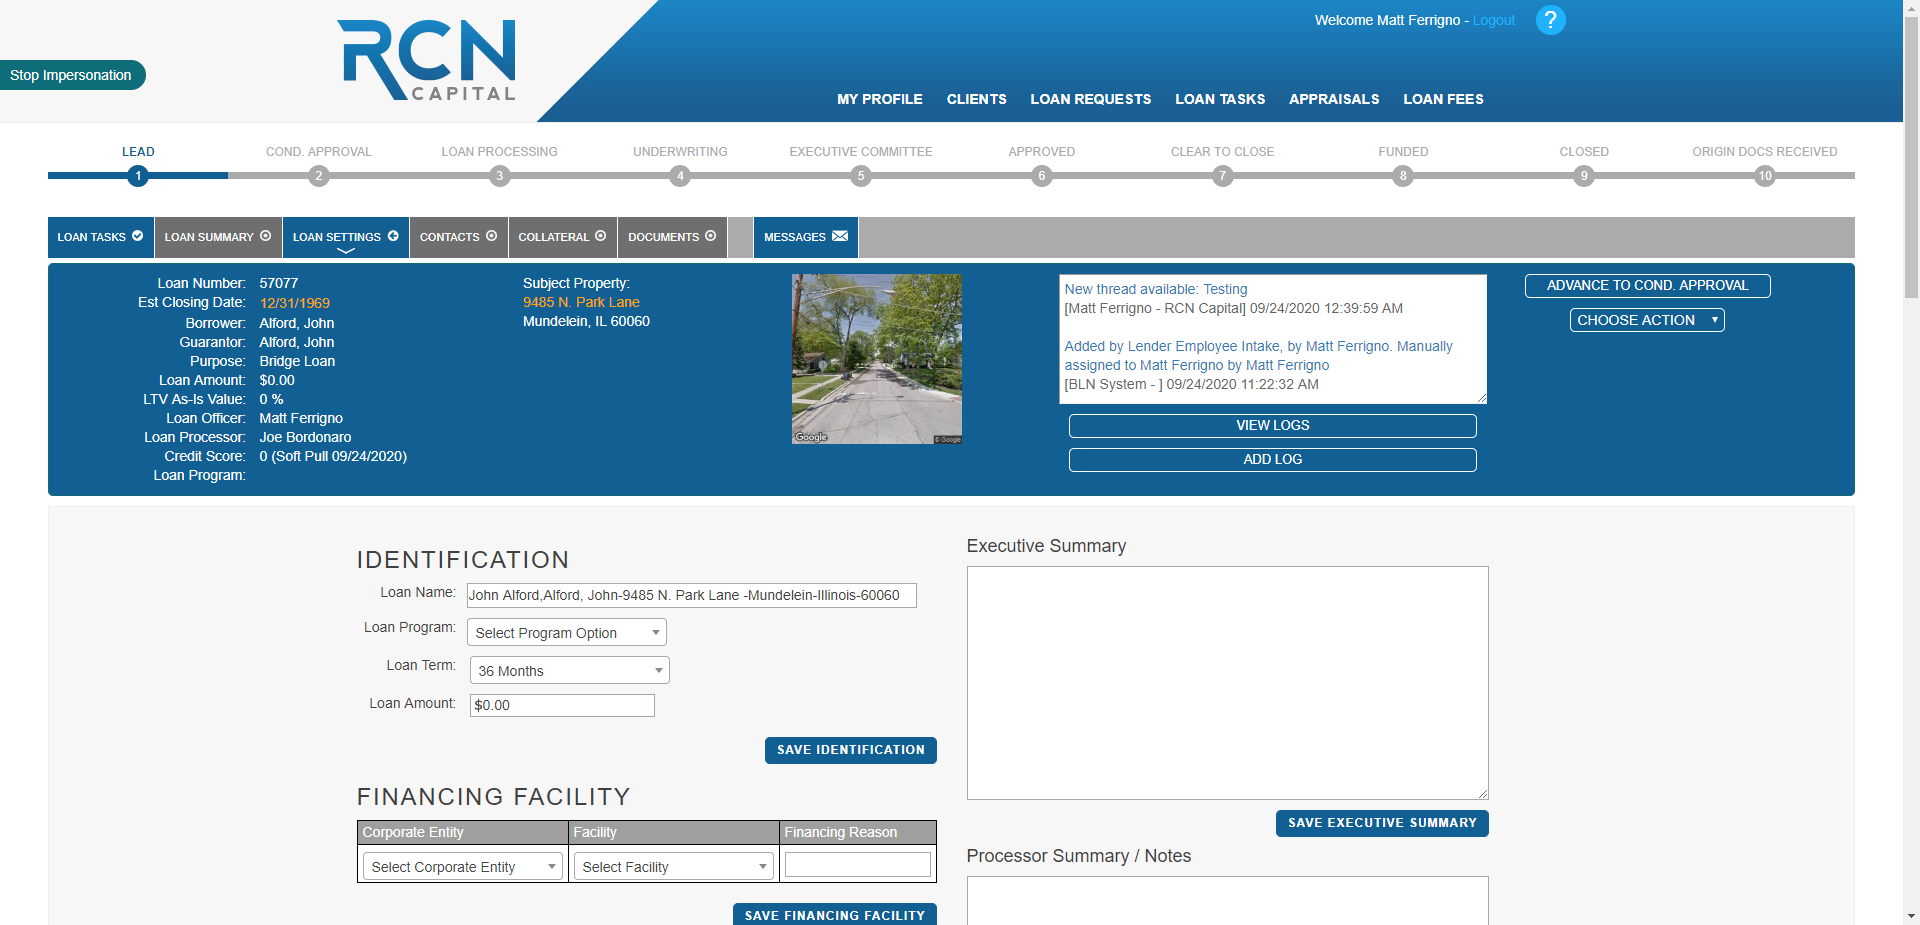 Stop Impersonation
RCN
CAPITAL
Welcome Matt Ferrigno - Logout
?
MY PROFILE CLIENTS LOAN REQUESTS LOAN TASKS APPRAISALS LOAN FEES
LEAD COND. APPROVAL LOAN PROCESSING UNDERWRITING EXECUTIVE COMMITTEE APPROVED CLEAR TO CLOSE FUNDED CLOSED ORIGIN DOCS RECEIVED
1 2 3 4 5 6 7 8 9 10
LOAN TASKS LOAN SUMMARY LOAN SETTINGS CONTACTS COLLATERAL DOCUMENTS MESSAGES
Loan Number: 57077
Est Closing Date: 12/31/1969
Borrower: Alford, John
Guarantor: Alford, John
Purpose: Bridge Loan
Loan Amount: $0.00
LTV As-Is Value: 0 %
Loan Officer: Matt Ferrigno
Loan Processor: Joe Bordonaro
Credit Score: 0 (Soft Pull 09/24/2020)
Loan Program:
Subject Property:
9485 N. Park Lane
Mundelein, IL 60060
Google
© Google
New thread available: Testing
[Matt Ferrigno - RCN Capital] 09/24/2020 12:39:59 AM
Added by Lender Employee Intake, by Matt Ferrigno. Manually
assigned to Matt Ferrigno by Matt Ferrigno
[BLN System - ] 09/24/2020 11:22:32 AM
VIEW LOGS
ADD LOG
ADVANCE TO COND. APPROVAL
CHOOSE ACTION
IDENTIFICATION
Loan Name: John Alford,Alford, John-9485 N. Park Lane -Mundelein-Illinois-60060
Loan Program: Select Program Option
Loan Term: 36 Months
Loan Amount: $0.00
SAVE IDENTIFICATION
FINANCING FACILITY
Corporate Entity Facility Financing Reason
Select Corporate Entity Select Facility
SAVE FINANCING FACILITY
Executive Summary
SAVE EXECUTIVE SUMMARY
Processor Summary / Notes